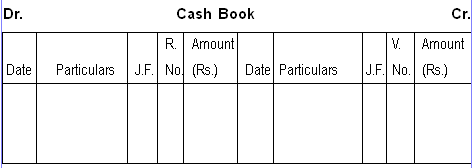 Dr. Cash Book Cr.
R. Amount V. Amount
Date Particulars J.F. No. (Rs.) Date Particulars J.F. No. (Rs.)